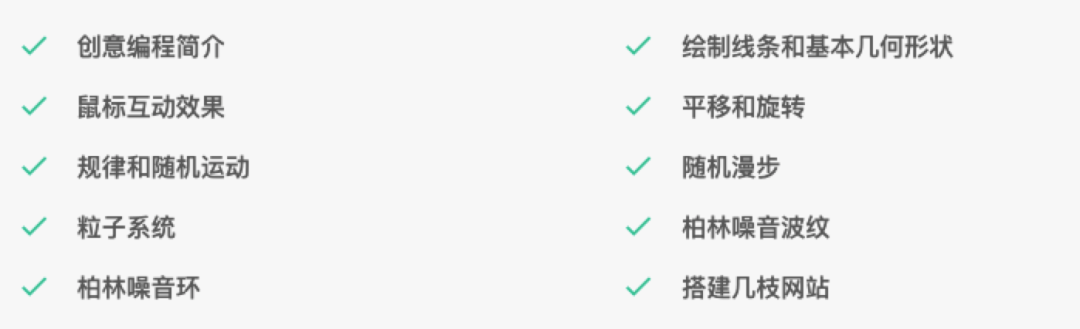 创意编程简介
绘制线条和基本几何形状
鼠标互动效果
平移和旋转
规律和随机运动
随机漫步
粒子系统
柏林噪音波纹
柏林噪音环
搭建几枝网站